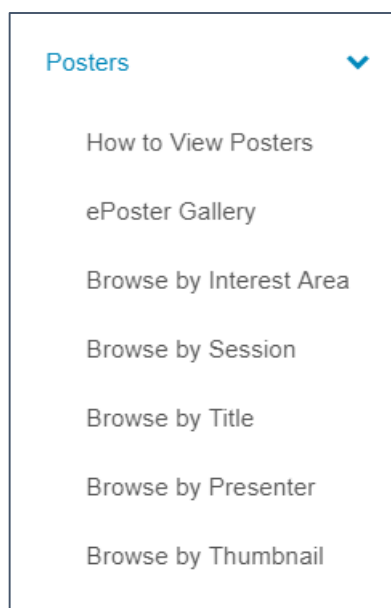 Posters
How to View Posters
ePoster Gallery
Browse by Interest Area
Browse by Session
Browse by Title
Browse by Presenter
Browse by Thumbnail